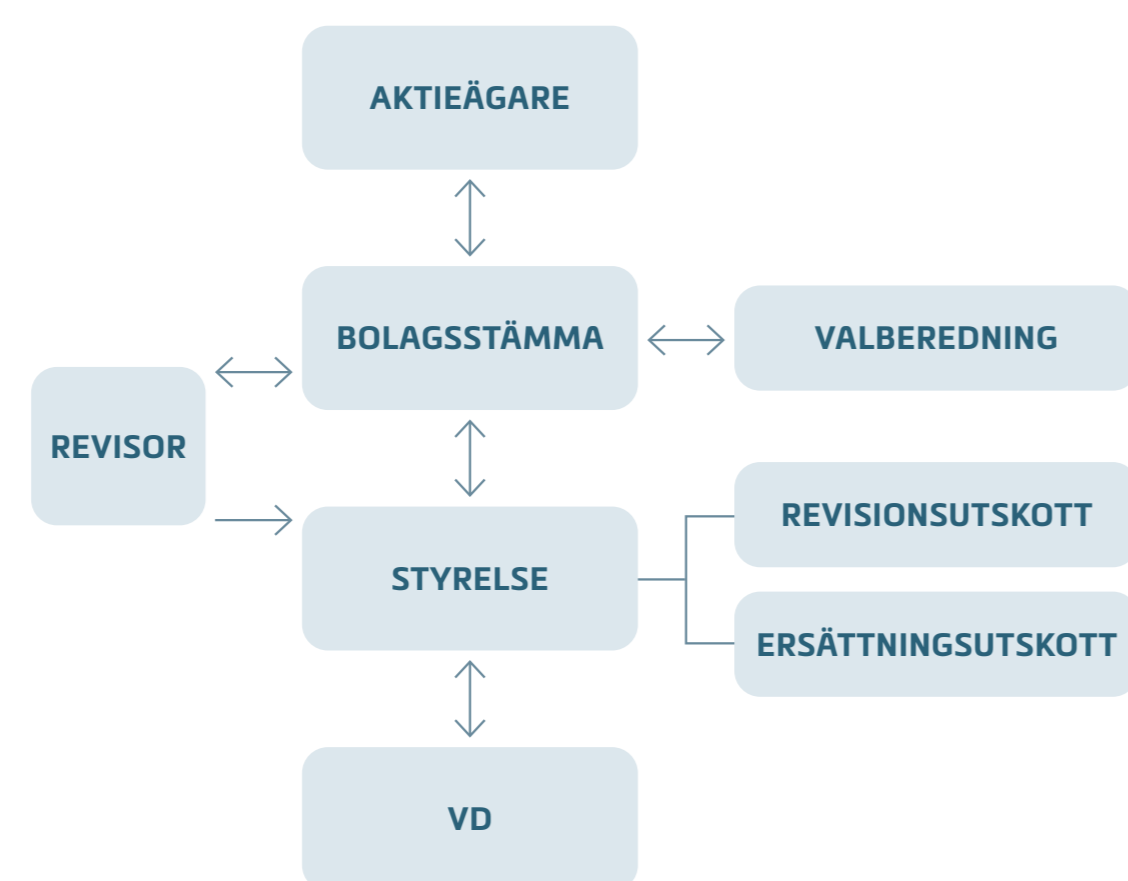 AKTIEÄGARE
BOLAGSSTÄMMA
VALBEREDNING
REVISOR
REVISIONSUTSKOTT
STYRELSE
ERSÄTTNINGSUTSKOTT
VD